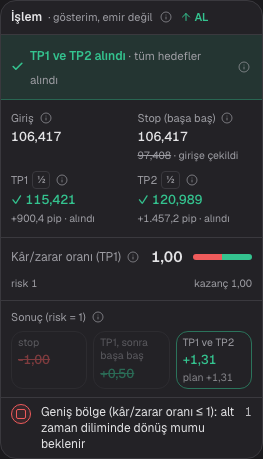 İşlem · gösterim, emir değil ↑ AL
✓ TP1 ve TP2 alındı · tüm hedefler
alındı
Giriş Stop (başa baş)
106,417 106,417
97,408 · girişe çekildi
TP1 ½ TP2 ½
✓ 115,421 ✓ 120,989
+900,4 pip · alındı +1.457,2 pip · alındı
Kâr/zarar oranı (TP1) 1,00
risk 1 kazanç 1,00
Sonuç (risk = 1)
stop TP1, sonra TP1 ve TP2
başa baş
-1,00 +0,50 +1,31
plan +1,31
Geniş bölge (kâr/zarar oranı ≤ 1): alt 1
zaman diliminde dönüş mumu
beklenir